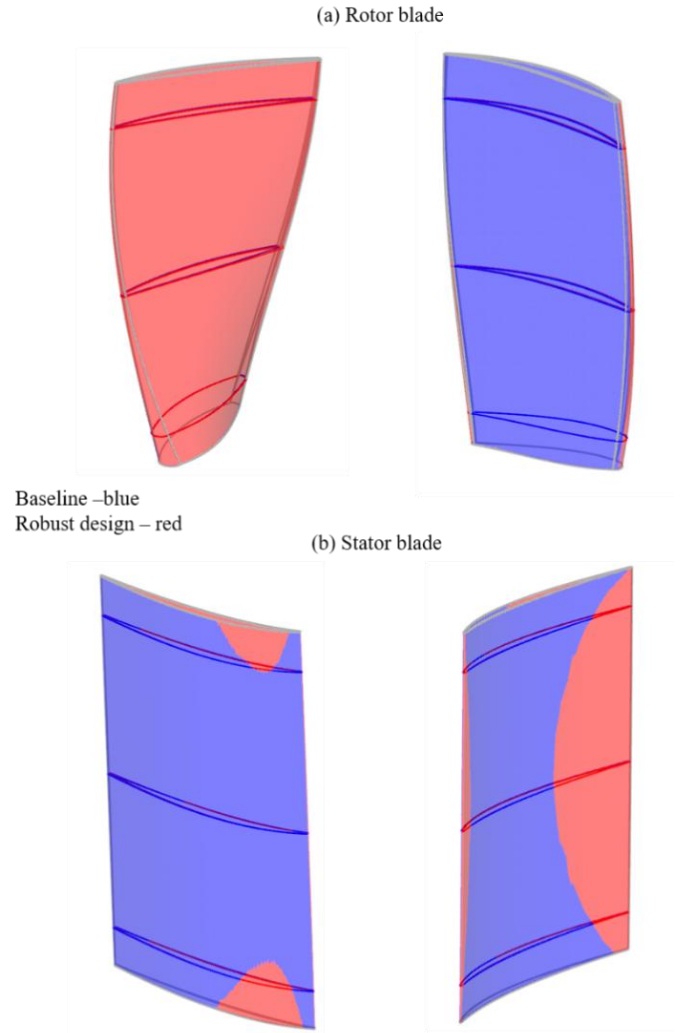 (a) Rotor blade
Baseline –blue
Robust design – red
(b) Stator blade